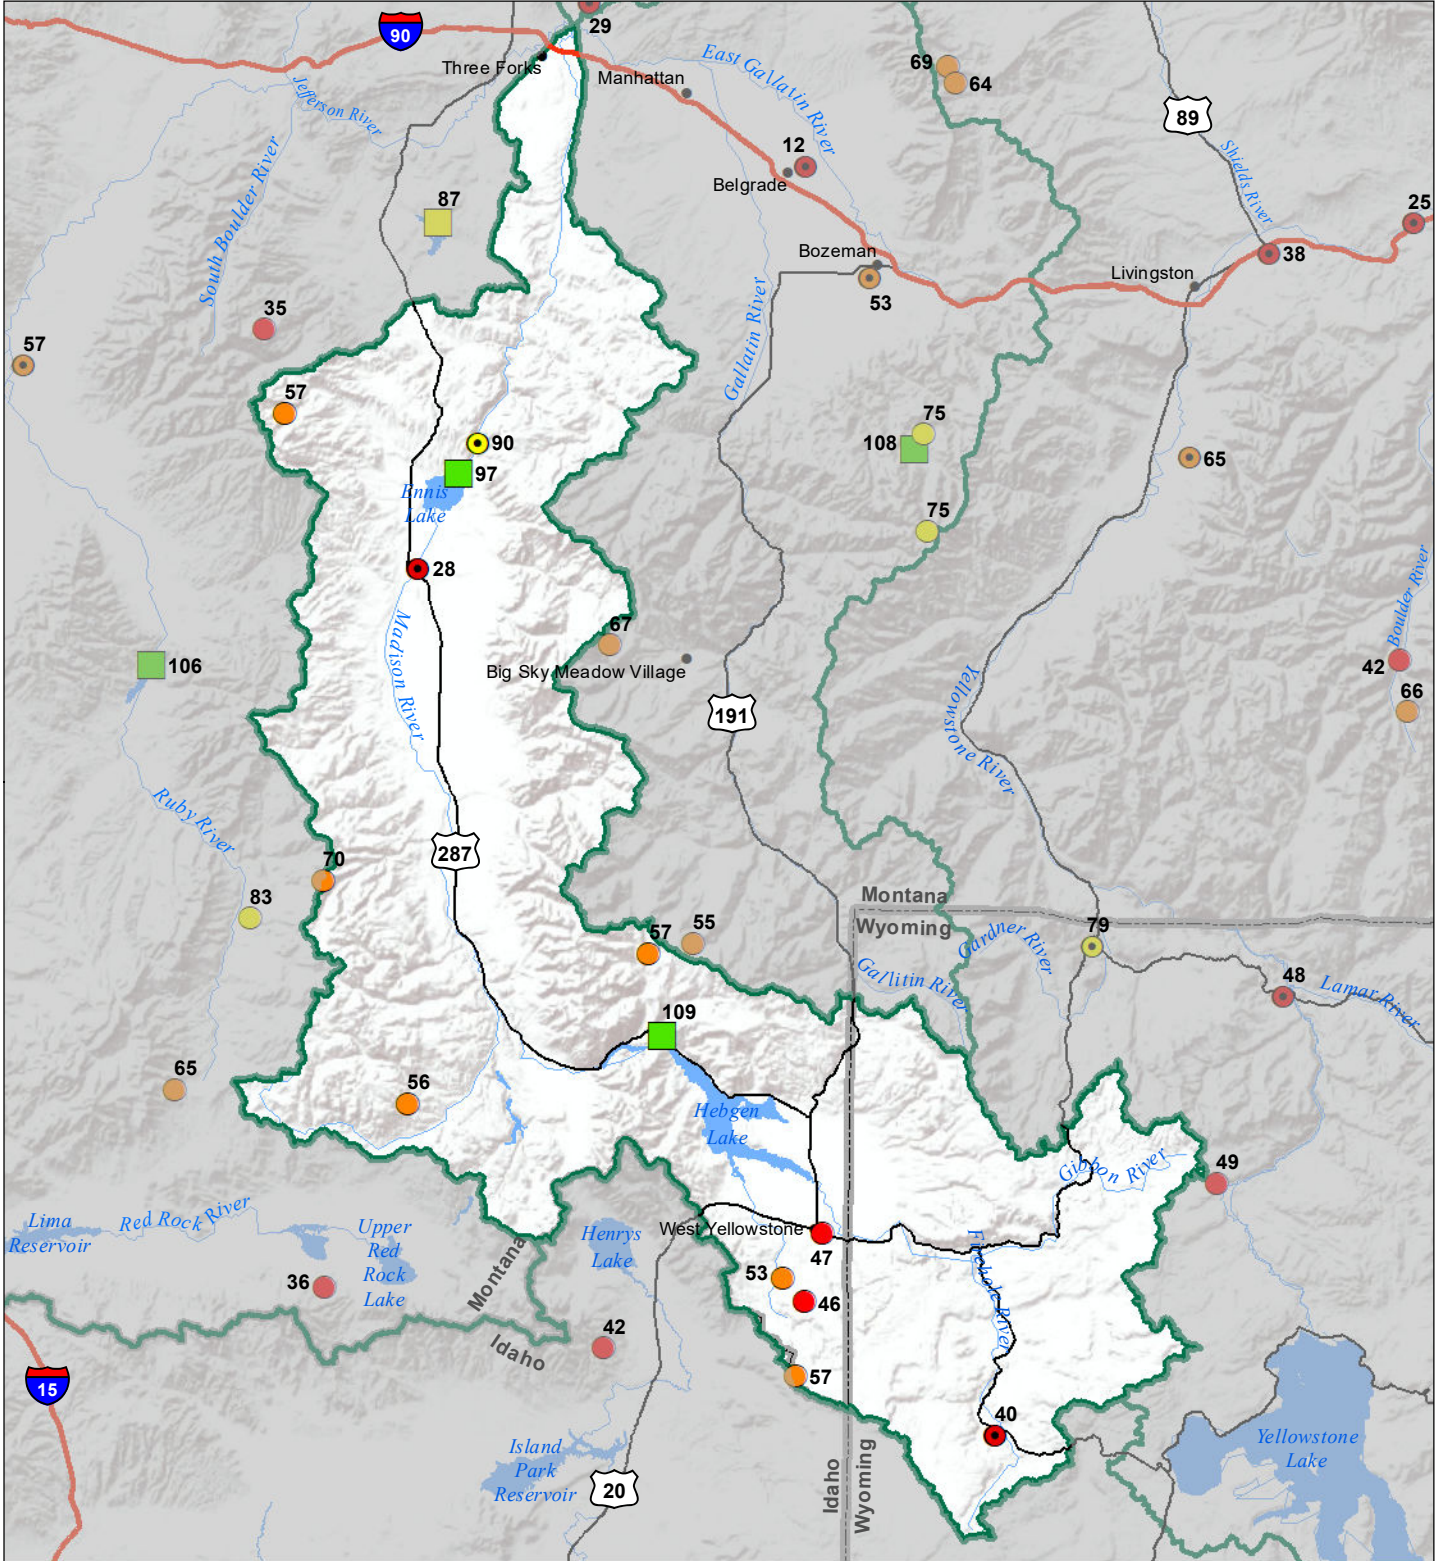 29
90
Three Forks
Manhattan
East Gallatin River
69
64
Jefferson River
89
12
Belgrade
Shields River
South Boulder River
87
25
Bozeman
38
Livingston
53
Gallatin River
35
57
57
75
108
90
65
97
Ennis
Lake
75
28
Boulder River
Madison River
67
Big Sky Meadow Village
106
42
66
191
Yellowstone River
Ruby River
287
70
83
Montana
Wyoming
57
55
79
Gardner River
Gallitin River
48
Lamar River
109
65
56
Hebgen
Lake
Gibbon River
49
Lima
Reservoir
Red Rock River
Upper
Red
Rock
Lake
Henrys
Lake
West Yellowstone
47
Firehole River
Montana
Idaho
36
53
46
42
57
15
40
Island
Park
Reservoir
20
Idaho
Wyoming
Yellowstone
Lake